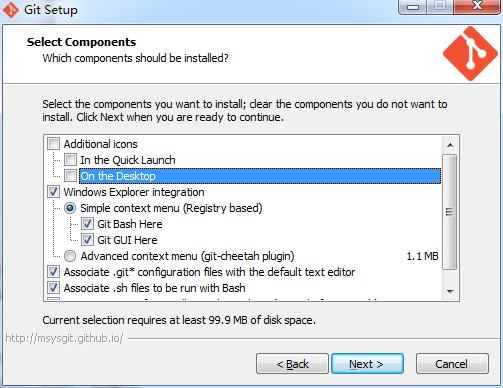 Git Setup
Select Components
Which components should be installed?
Select the components you want to install; clear the components you do not want to
install. Click Next when you are ready to continue.
Additional icons
In the Quick Launch
On the Desktop
Windows Explorer integration
Simple context menu (Registry based)
Git Bash Here
Git GUI Here
Advanced context menu (git-cheetah plugin) 1.1 MB
Associate .git* configuration files with the default text editor
Associate .sh files to be run with Bash
Current selection requires at least 99.9 MB of disk space.
http://msysgit.github.io/
< Back
Next >
Cancel